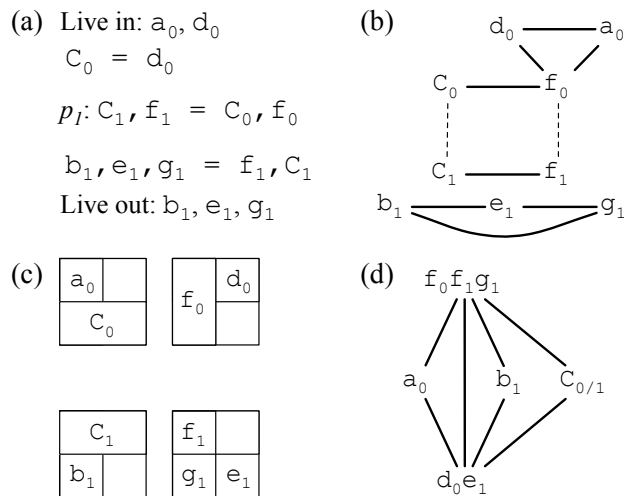 (a) Live in: a₀, d₀
C₀ = d₀
p₁: C₁, f₁ = C₀, f₀
b₁, e₁, g₁ = f₁, C₁
Live out: b₁, e₁, g₁
(b)
d₀ a₀
C₀ f₀
C₁ f₁
b₁ e₁ g₁
(c)
a₀ f₀ d₀
C₀
C₁ f₁
b₁ g₁ e₁
(d)
f₀f₁g₁
a₀ b₁ C₀/₁
d₀e₁